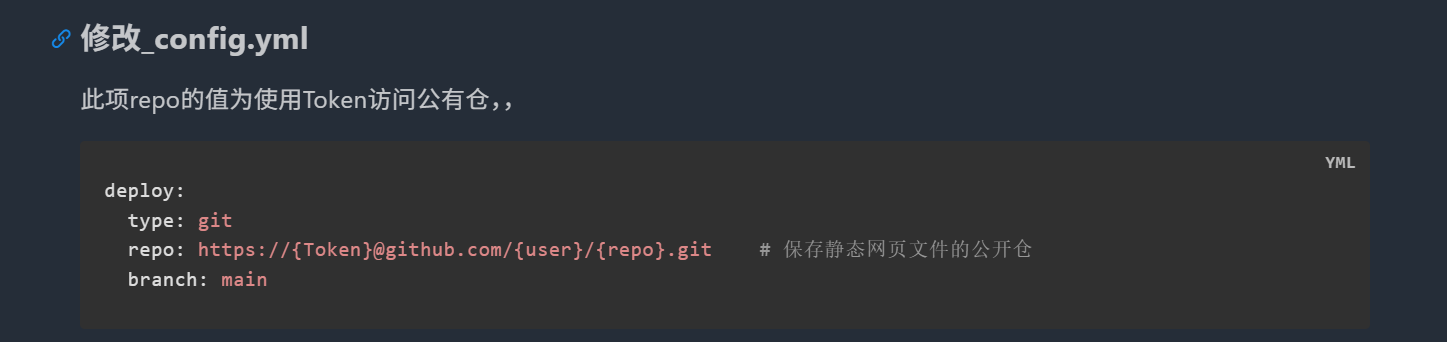 修改_config.yml
此项repo的值为使用Token访问公有仓，，
YML
deploy:
  type: git
  repo: https://{Token}@github.com/{user}/{repo}.git    # 保存静态网页文件的公开仓
  branch: main